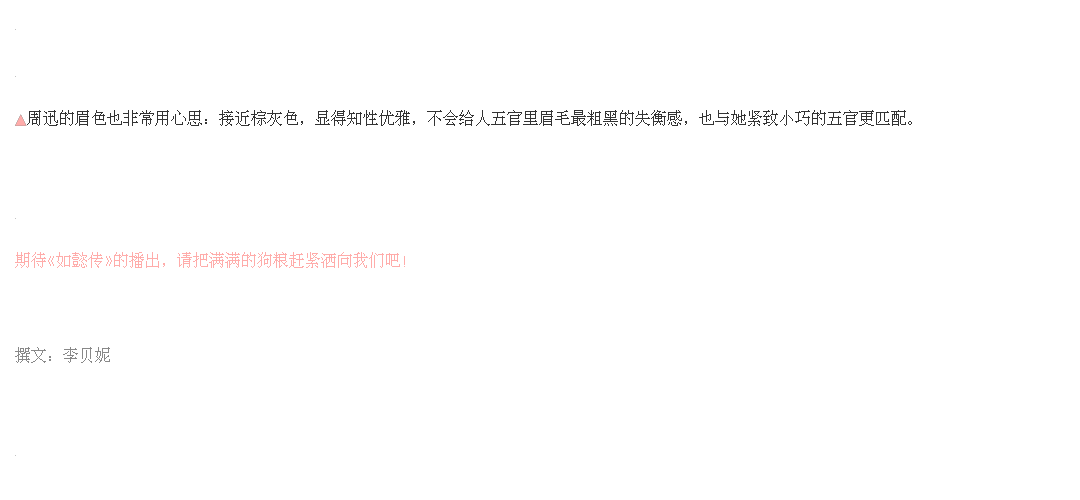 ▲周迅的眉色也非常用心思：接近棕灰色，显得知性优雅，不会给人五官里眉毛最粗黑的失衡感，也与她紧致小巧的五官更匹配。
期待《如懿传》的播出，请把满满的狗粮赶紧洒向我们吧！
撰文：李贝妮